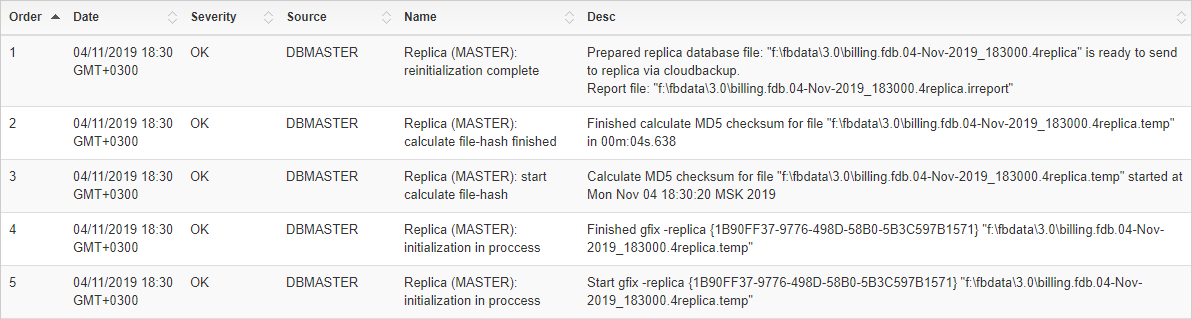 Order Date Severity Source Name Desc
1 04/11/2019 18:30 OK DBMASTER Replica (MASTER): Prepared replica database file: "f:\fbdata\3.0\billing.fdb.04-Nov-2019_183000.4replica" is ready to send
GMT+0300 reinitialization complete to replica via cloudbackup.
Report file: "f:\fbdata\3.0\billing.fdb.04-Nov-2019_183000.4replica.irreport"
2 04/11/2019 18:30 OK DBMASTER Replica (MASTER): Finished calculate MD5 checksum for file "f:\fbdata\3.0\billing.fdb.04-Nov-2019_183000.4replica.temp"
GMT+0300 calculate file-hash finished in 00m:04s.638
3 04/11/2019 18:30 OK DBMASTER Replica (MASTER): start Calculate MD5 checksum for file "f:\fbdata\3.0\billing.fdb.04-Nov-2019_183000.4replica.temp" started at
GMT+0300 calculate file-hash Mon Nov 04 18:30:20 MSK 2019
4 04/11/2019 18:30 OK DBMASTER Replica (MASTER): Finished gfix -replica {1B90FF37-9776-498D-58B0-5B3C597B1571} "f:\fbdata\3.0\billing.fdb.04-Nov-
GMT+0300 initialization in proccess 2019_183000.4replica.temp"
5 04/11/2019 18:30 OK DBMASTER Replica (MASTER): Start gfix -replica {1B90FF37-9776-498D-58B0-5B3C597B1571} "f:\fbdata\3.0\billing.fdb.04-Nov-
GMT+0300 initialization in proccess 2019_183000.4replica.temp"